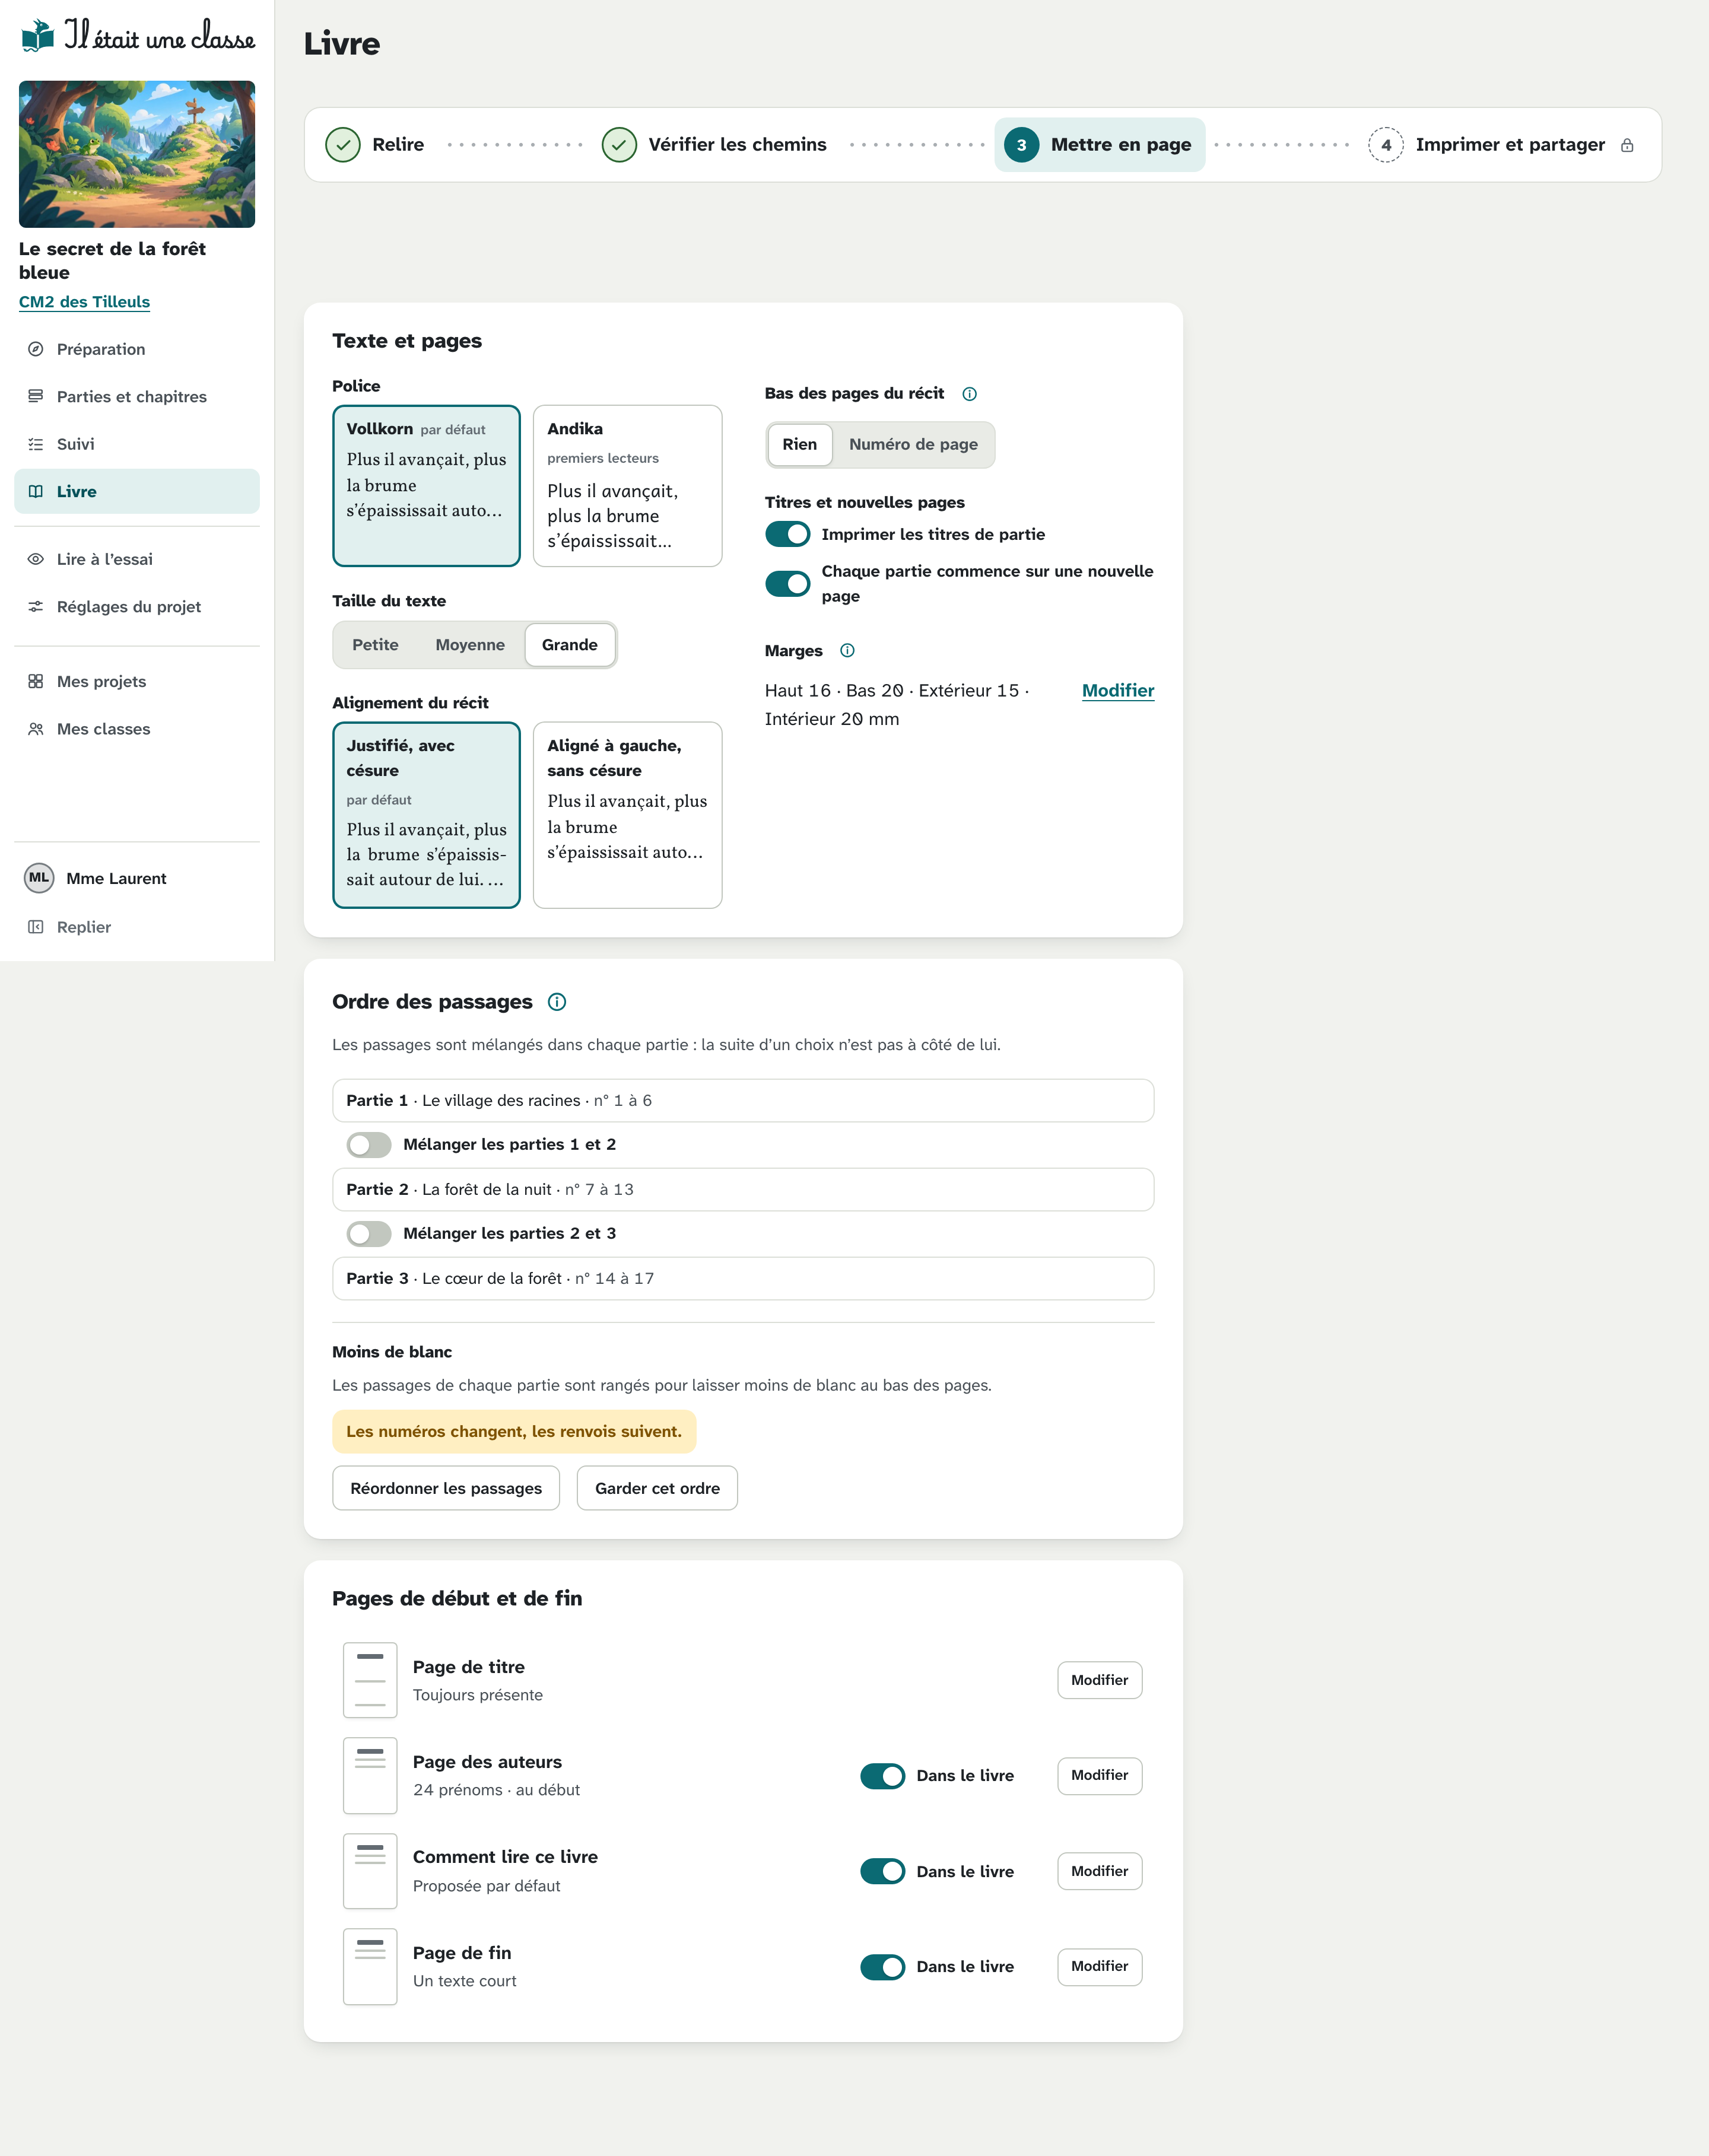 Il était une classe
Le secret de la forêt
bleue
CM2 des Tilleuls
Préparation
Parties et chapitres
Suivi
Livre
Lire à l’essai
Réglages du projet
Mes projets
Mes classes
ML Mme Laurent
Replier
Livre
Relire
Vérifier les chemins
3 Mettre en page
4 Imprimer et partager
Texte et pages
Police
Vollkorn par défaut
Plus il avançait, plus
la brume
s’épaississait auto…
Andika
premiers lecteurs
Plus il avançait,
plus la brume
s’épaississait…
Taille du texte
Petite Moyenne Grande
Alignement du récit
Justifié, avec
césure
par défaut
Plus il avançait, plus
la brume s’épaissis-
sait autour de lui. …
Aligné à gauche,
sans césure
Plus il avançait, plus
la brume
s’épaississait auto…
Bas des pages du récit
Rien Numéro de page
Titres et nouvelles pages
Imprimer les titres de partie
Chaque partie commence sur une nouvelle
page
Marges
Haut 16 · Bas 20 · Extérieur 15 ·
Intérieur 20 mm
Modifier
Ordre des passages
Les passages sont mélangés dans chaque partie : la suite d’un choix n’est pas à côté de lui.
Partie 1 · Le village des racines · n° 1 à 6
Mélanger les parties 1 et 2
Partie 2 · La forêt de la nuit · n° 7 à 13
Mélanger les parties 2 et 3
Partie 3 · Le cœur de la forêt · n° 14 à 17
Moins de blanc
Les passages de chaque partie sont rangés pour laisser moins de blanc au bas des pages.
Les numéros changent, les renvois suivent.
Réordonner les passages Garder cet ordre
Pages de début et de fin
Page de titre
Toujours présente
Modifier
Page des auteurs
24 prénoms · au début
Dans le livre
Modifier
Comment lire ce livre
Proposée par défaut
Dans le livre
Modifier
Page de fin
Un texte court
Dans le livre
Modifier